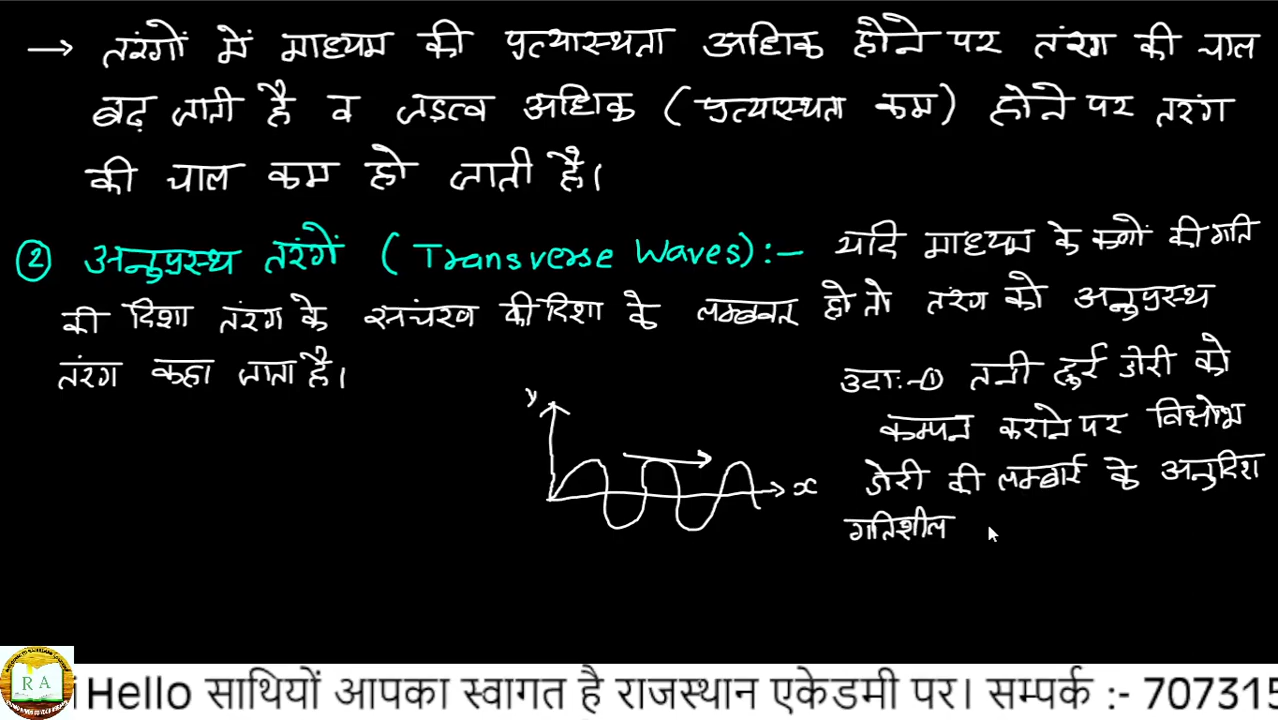 → तरंगों में माध्यम की प्रत्यास्थता अधिक होने पर तरंग की चाल
बढ़ जाती है व जड़त्व अधिक (प्रत्यास्थता कम) होने पर तरंग
की चाल कम हो जाती है।
② अनुप्रस्थ तरंगें (Transverse Waves):- यदि माध्यम के कणों की गति
की दिशा तरंग के सनचरण की दिशा के लम्बवत् हो तो तरंग को अनुप्रस्थ
तरंग कहा जाता है।
उदा:-① तनी हुई डोरी को
कम्पन कराने पर विक्षोभ
डोरी की लम्बाई के अनुदिश
गतिशील
y
x
R A
Hello साथियों आपका स्वागत है राजस्थान एकेडमी पर। सम्पर्क :- 707315